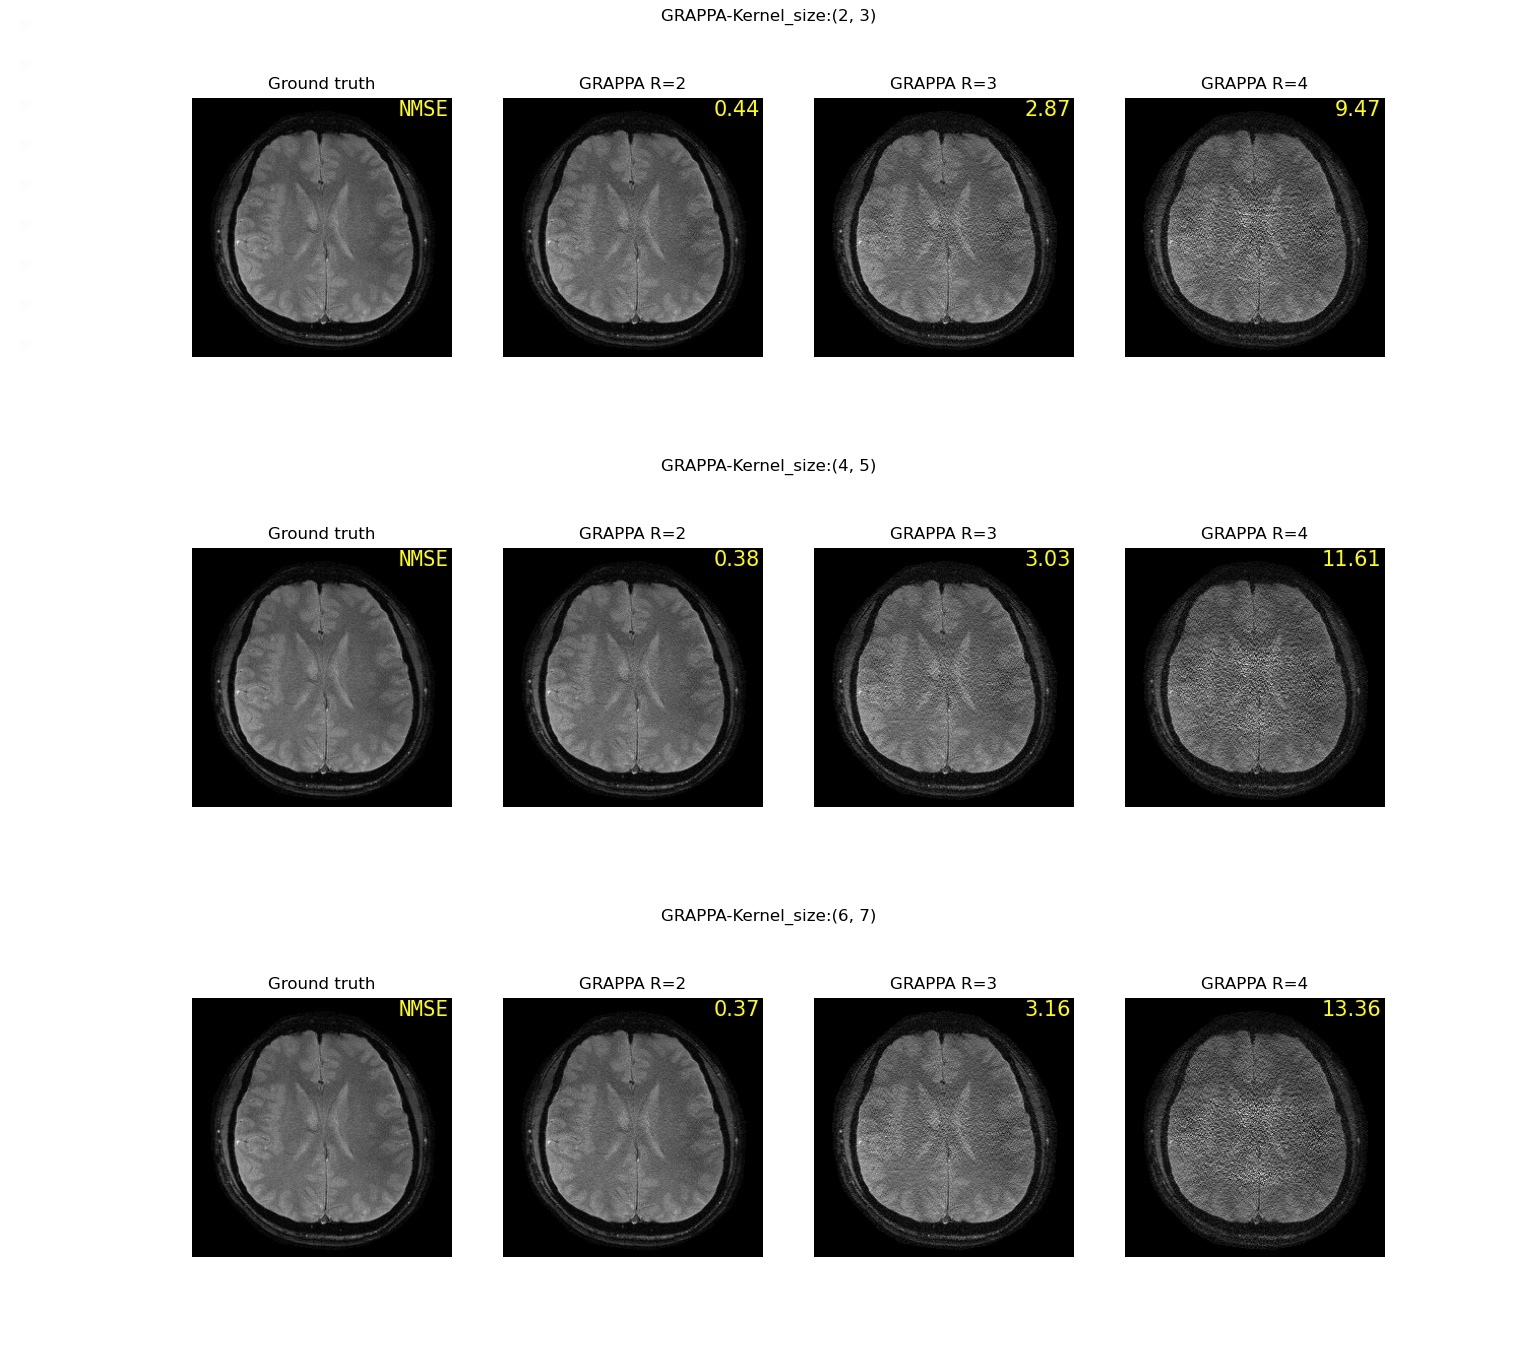 GRAPPA-Kernel_size:(2, 3)
Ground truth
GRAPPA R=2
GRAPPA R=3
GRAPPA R=4
NMSE
0.44
2.87
9.47
GRAPPA-Kernel_size:(4, 5)
Ground truth
GRAPPA R=2
GRAPPA R=3
GRAPPA R=4
NMSE
0.38
3.03
11.61
GRAPPA-Kernel_size:(6, 7)
Ground truth
GRAPPA R=2
GRAPPA R=3
GRAPPA R=4
NMSE
0.37
3.16
13.36